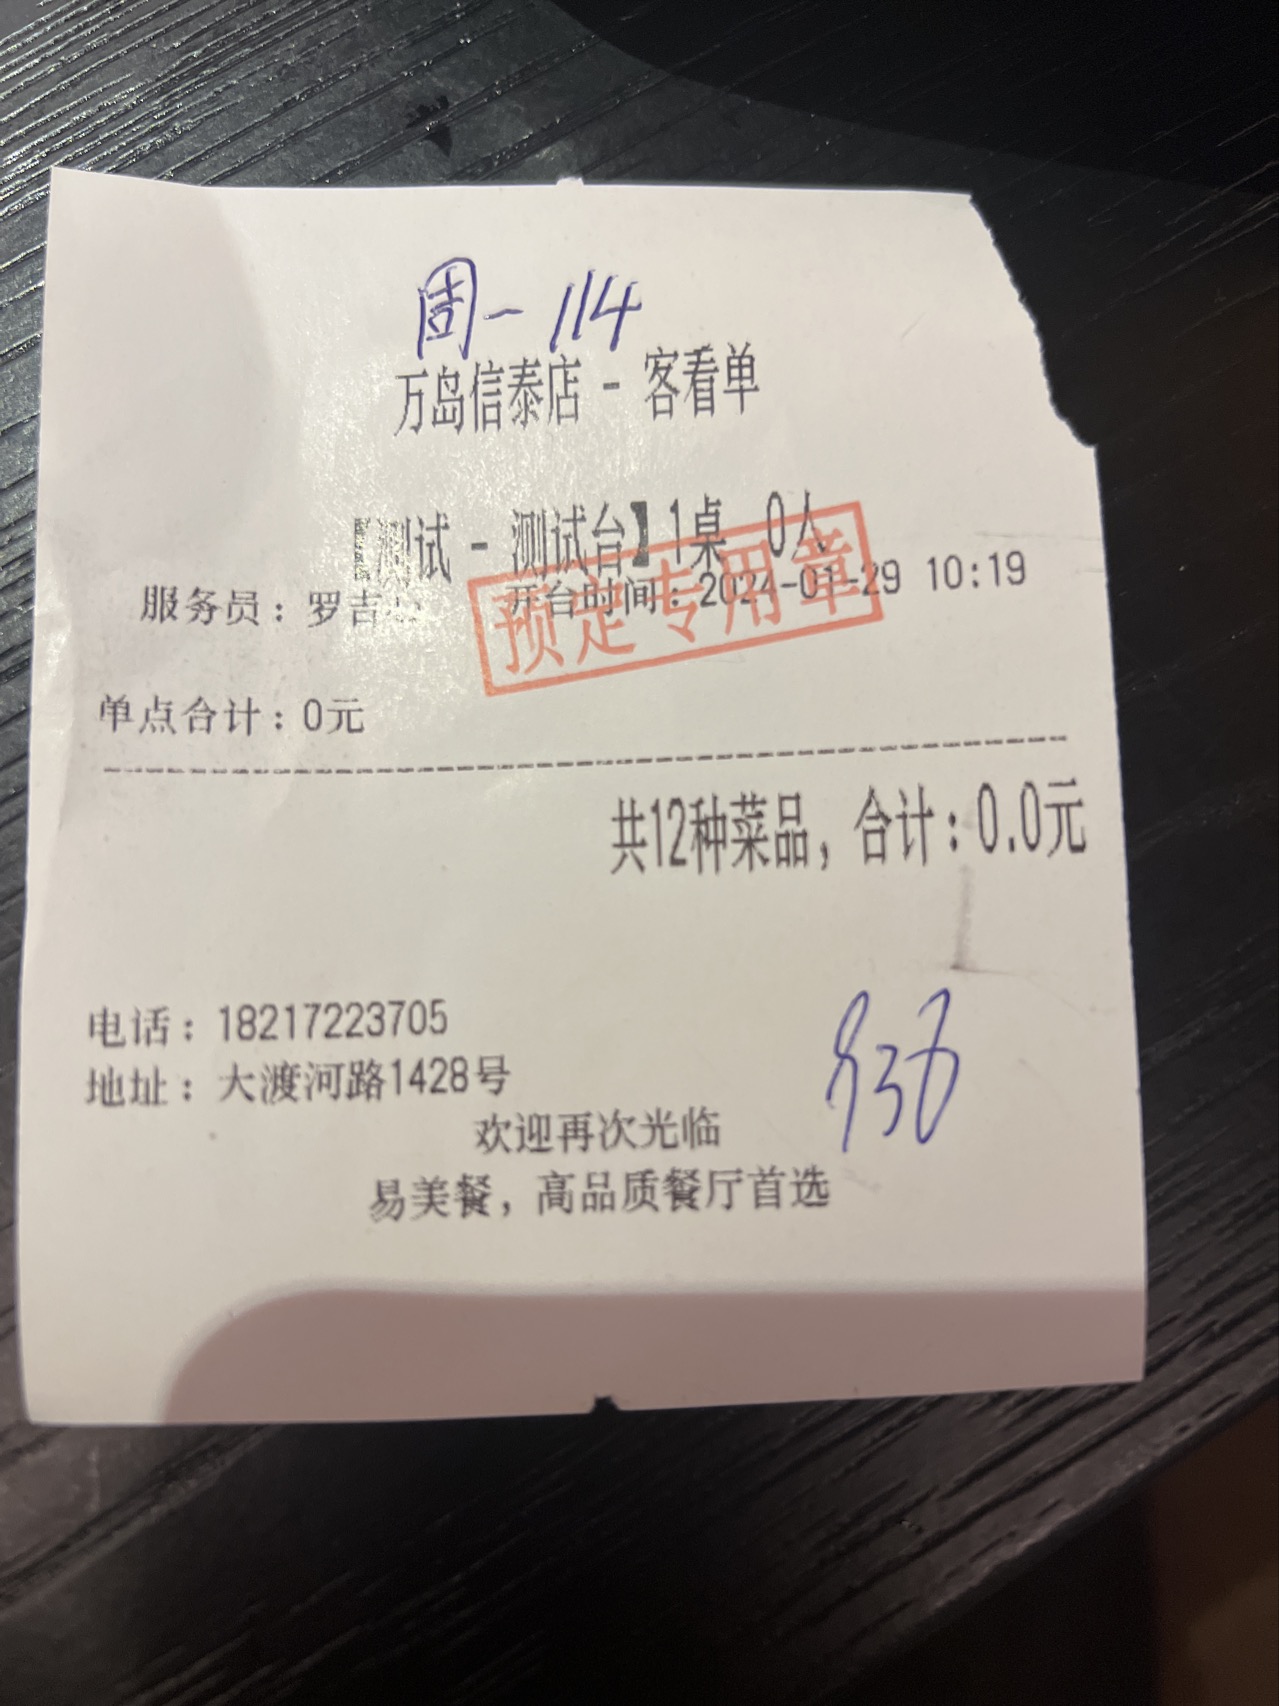 周一 114
万岛信泰店 - 客看单
【测试 - 测试台】1桌 0人
服务员：罗吉 开台时间：2024-01-29 10:19
预定专用章
单点合计：0元
共12种菜品，合计：0.0元
电话：18217223705
地址：大渡河路1428号
欢迎再次光临
易美餐，高品质餐厅首选